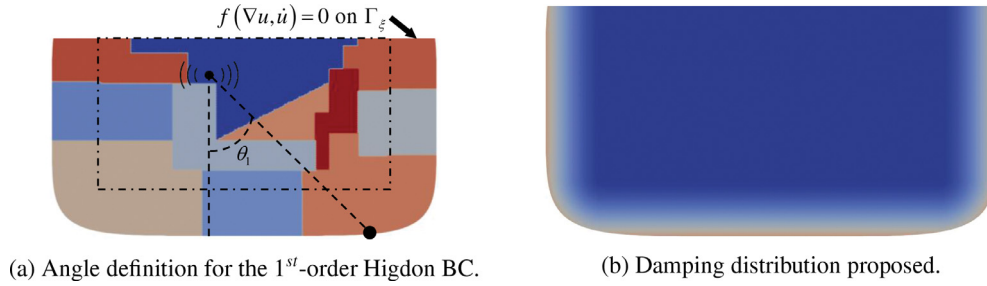 f(∇u,u̇)=0 on Γ_ξ
θ₁
(a) Angle definition for the 1ˢᵗ-order Higdon BC.
(b) Damping distribution proposed.